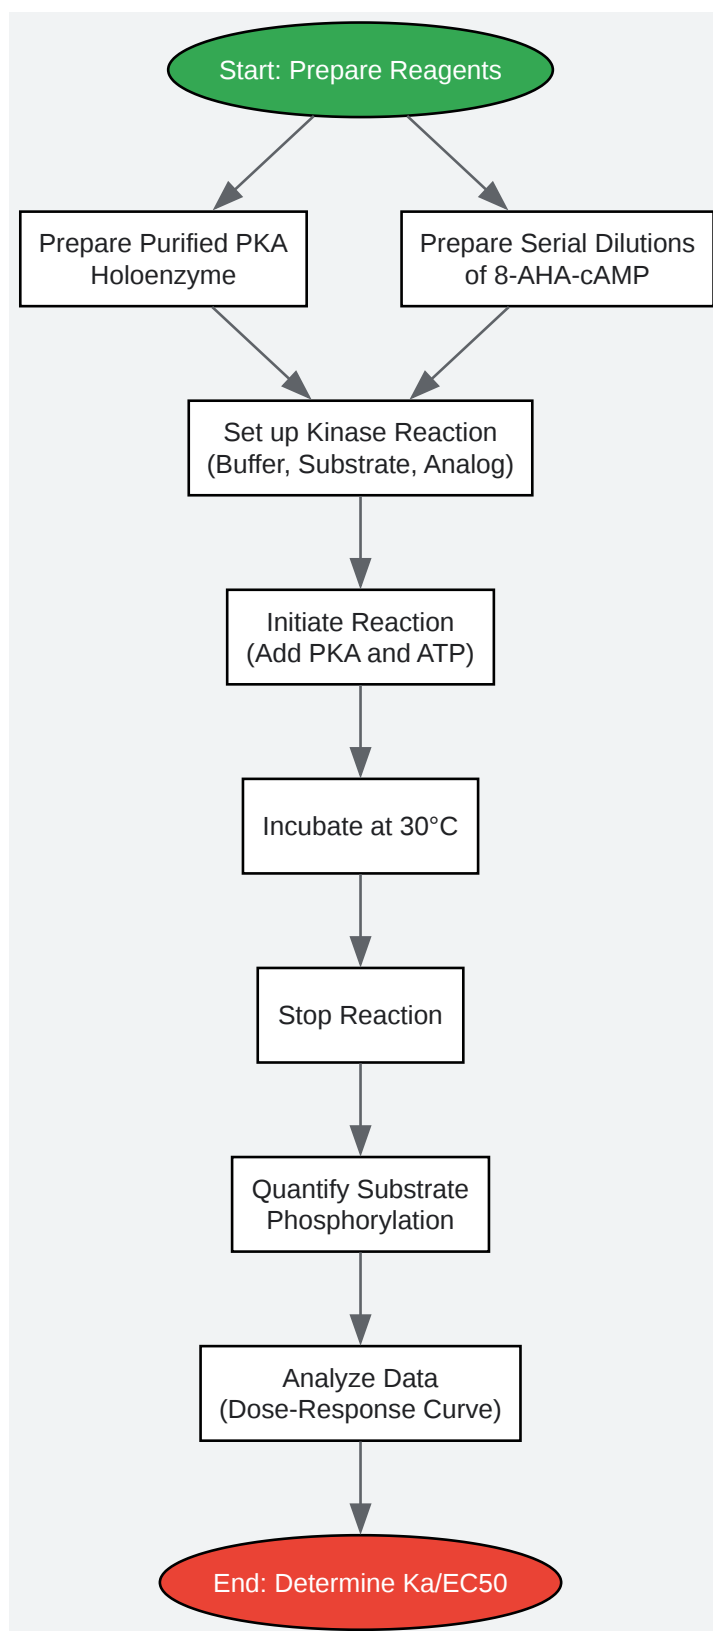 Start: Prepare Reagents
Prepare Purified PKA
Holoenzyme
Prepare Serial Dilutions
of 8-AHA-cAMP
Set up Kinase Reaction
(Buffer, Substrate, Analog)
Initiate Reaction
(Add PKA and ATP)
Incubate at 30°C
Stop Reaction
Quantify Substrate
Phosphorylation
Analyze Data
(Dose-Response Curve)
End: Determine Ka/EC50